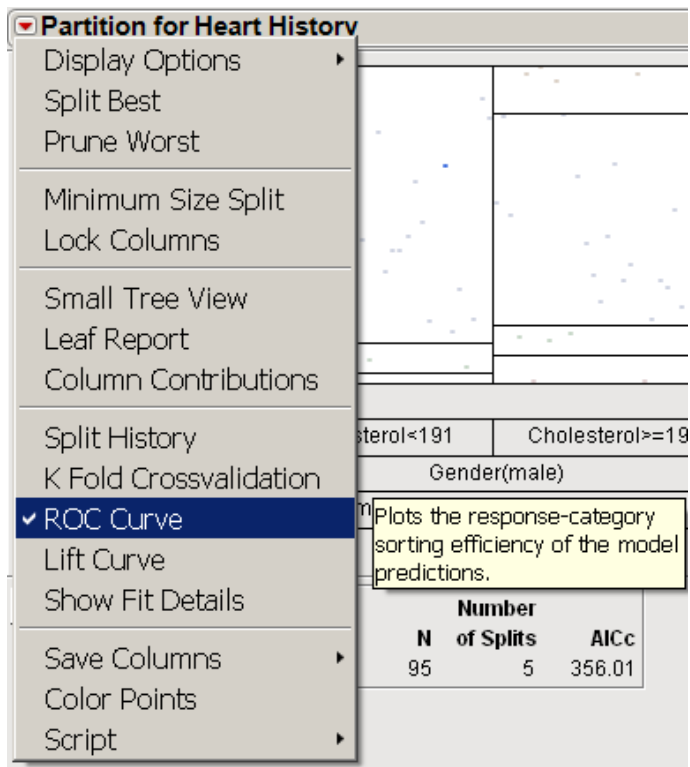 Partition for Heart History
Display Options
Split Best
Prune Worst
Minimum Size Split
Lock Columns
Small Tree View
Leaf Report
Column Contributions
Split History
K Fold Crossvalidation
ROC Curve
Lift Curve
Show Fit Details
Save Columns
Color Points
Script
sterol<191
Cholesterol>=19
Gender(male)
Plots the response-category
sorting efficiency of the model
predictions.
Number
N of Splits AICc
95 5 356.01